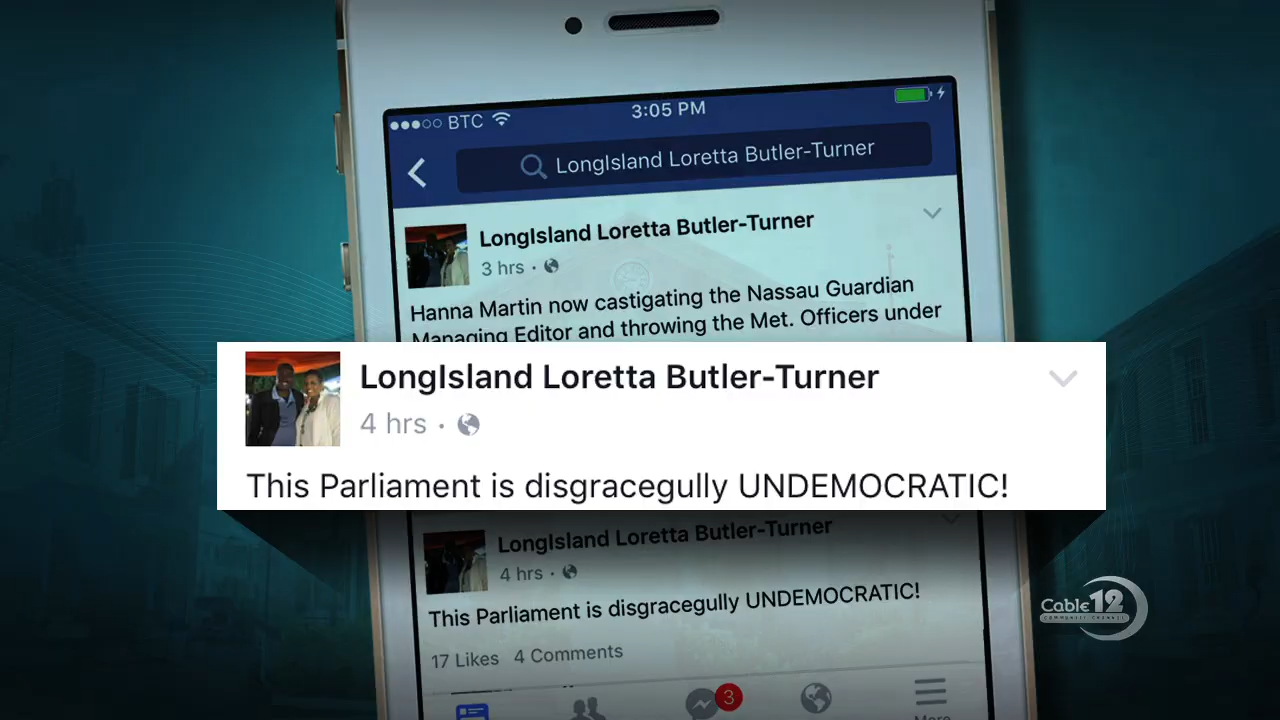 BTC
3:05 PM
LongIsland Loretta Butler-Turner
LongIsland Loretta Butler-Turner
3 hrs ·
Hanna Martin now castigating the Nassau Guardian
Managing Editor and throwing the Met. Officers under
LongIsland Loretta Butler-Turner
4 hrs ·
This Parliament is disgracegully UNDEMOCRATIC!
LongIsland Loretta Butler-Turner
4 hrs ·
This Parliament is disgracegully UNDEMOCRATIC!
17 Likes 4 Comments
3
More
Cable 12
COMMUNITY CHANNEL